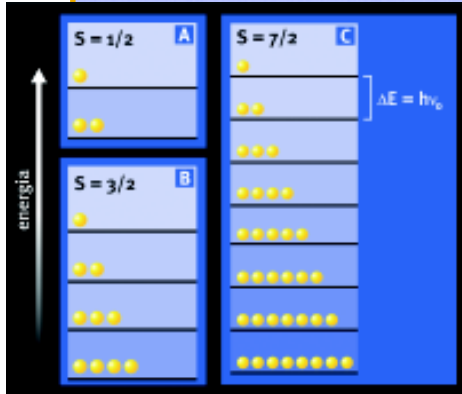 energia
S = 1/2 A
S = 3/2 B
S = 7/2 C
ΔE = hν₀